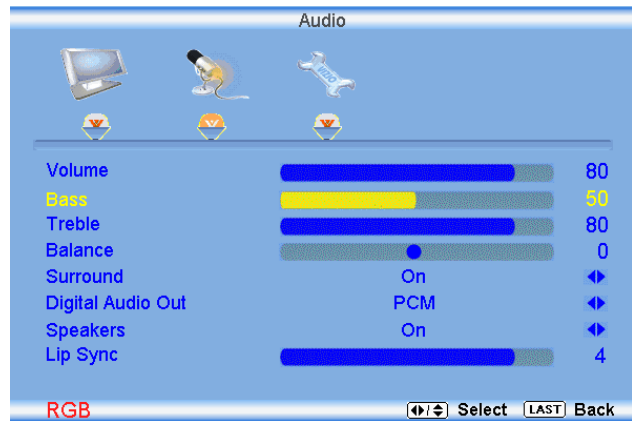 Audio
Volume 80
Bass 50
Treble 80
Balance 0
Surround On
Digital Audio Out PCM
Speakers On
Lip Sync 4
RGB Select LAST Back